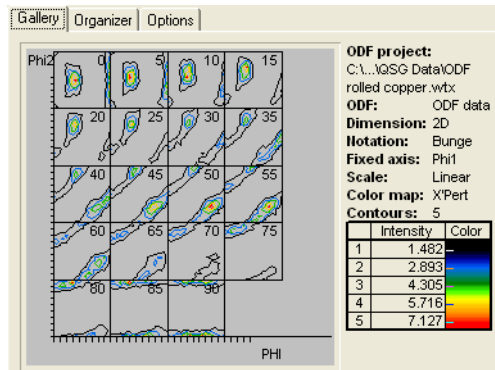 Gallery Organizer Options
Phi2 0 5 10 15
20 25 30 35
40 45 50 55
60 65 70 75
80 85 90
PHI
ODF project:
C:\...\QSG Data\ODF
rolled copper.wtx
ODF: ODF data
Dimension: 2D
Notation: Bunge
Fixed axis: Phi1
Scale: Linear
Color map: X'Pert
Contours: 5
Intensity Color
1 1.482
2 2.893
3 4.305
4 5.716
5 7.127